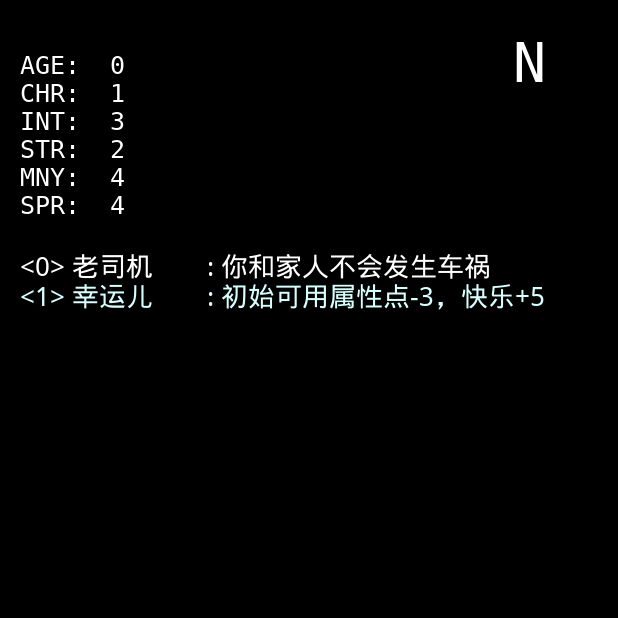 N
AGE: 0
CHR: 1
INT: 3
STR: 2
MNY: 4
SPR: 4
<0> 老司机 : 你和家人不会发生车祸
<1> 幸运儿 : 初始可用属性点-3，快乐+5